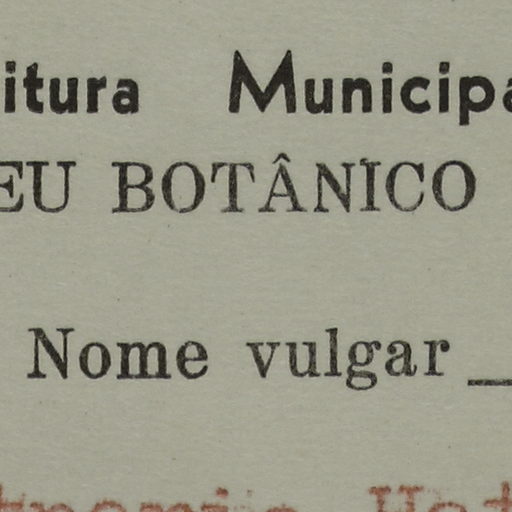 itura Municipa
EU BOTÂNICO
Nome vulgar